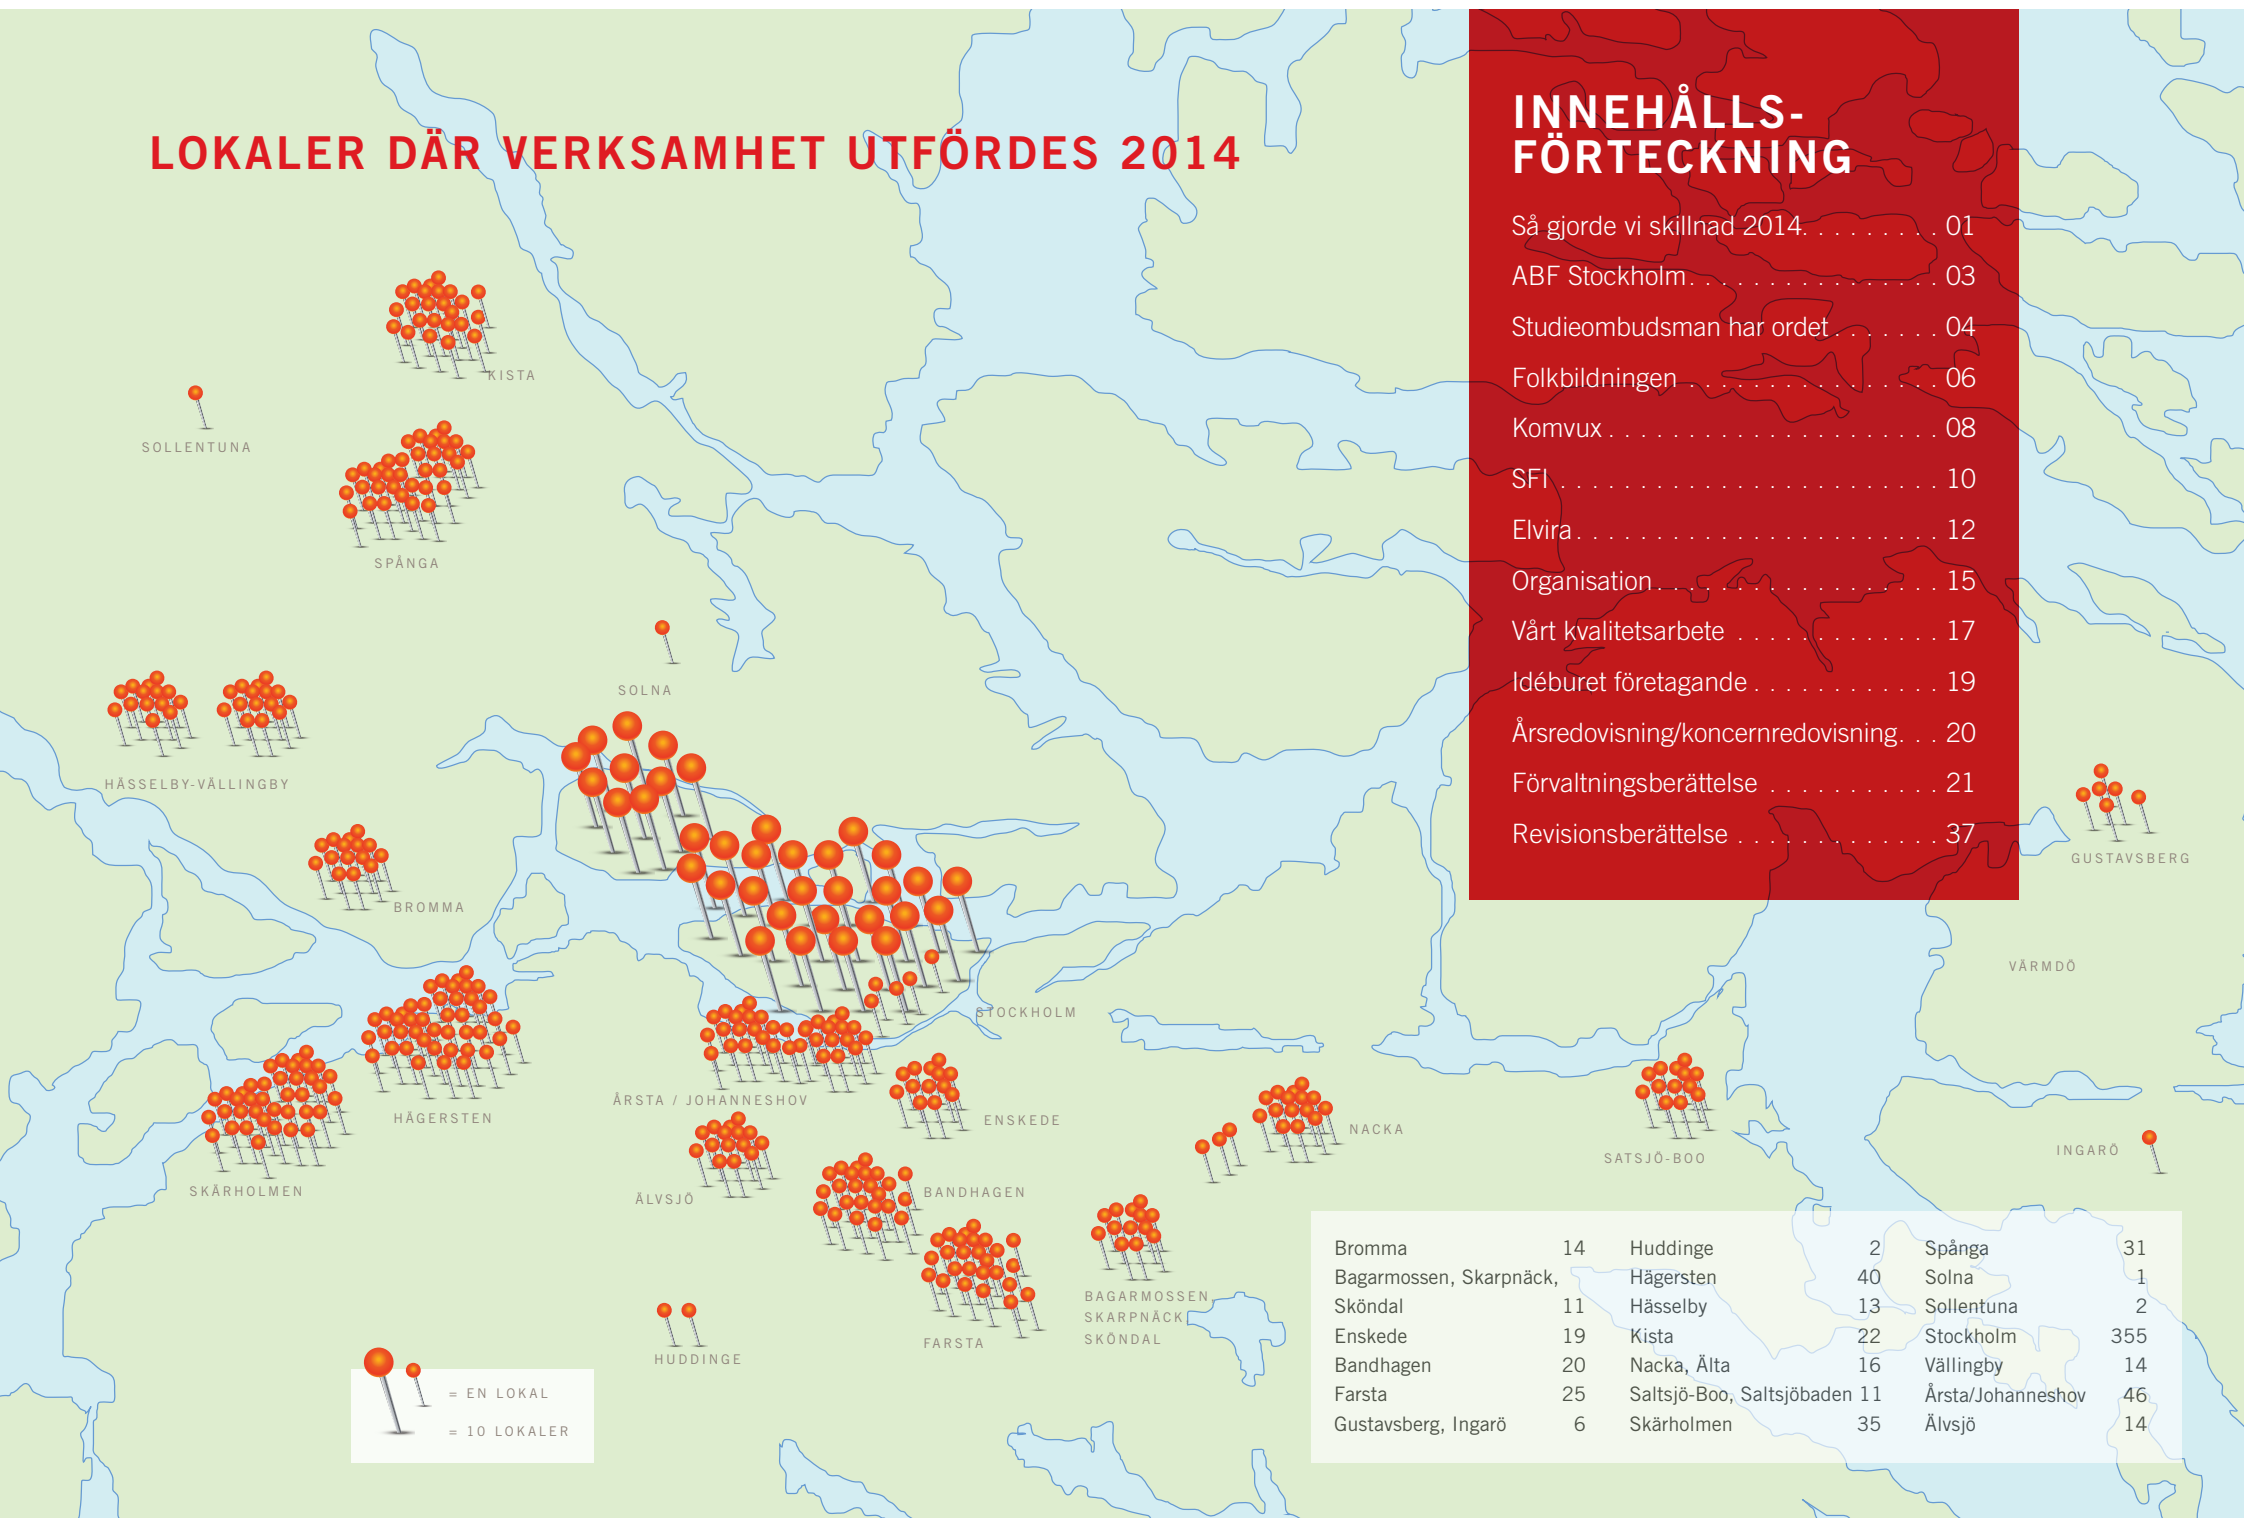 LOKALER DÄR VERKSAMHET UTFÖRDES 2014
INNEHÅLLS-
FÖRTECKNING
Så gjorde vi skillnad 2014. . . . . . . . . 01
ABF Stockholm. . . . . . . . . . . . . . . . 03
Studieombudsman har ordet . . . . . . . 04
Folkbildningen . . . . . . . . . . . . . . . . 06
Komvux . . . . . . . . . . . . . . . . . . . . . 08
SFI . . . . . . . . . . . . . . . . . . . . . . . . 10
Elvira . . . . . . . . . . . . . . . . . . . . . . . 12
Organisation. . . . . . . . . . . . . . . . . . 15
Vårt kvalitetsarbete . . . . . . . . . . . . . 17
Idéburet företagande . . . . . . . . . . . . 19
Årsredovisning/koncernredovisning. . . 20
Förvaltningsberättelse . . . . . . . . . . . 21
Revisionsberättelse . . . . . . . . . . . . . 37
KISTA
SOLLENTUNA
SPÅNGA
SOLNA
HÄSSELBY-VÄLLINGBY
BROMMA
GUSTAVSBERG
VÄRMDÖ
STOCKHOLM
ÅRSTA / JOHANNESHOV
HÄGERSTEN
ENSKEDE
NACKA
SATSJÖ-BOO
INGARÖ
SKÄRHOLMEN
ÄLVSJÖ
BANDHAGEN
BAGARMOSSEN,
SKARPNÄCK,
SKÖNDAL
FARSTA
HUDDINGE
= EN LOKAL
= 10 LOKALER
Bromma 14
Bagarmossen, Skarpnäck,
Sköndal 11
Enskede 19
Bandhagen 20
Farsta 25
Gustavsberg, Ingarö 6
Huddinge 2
Hägersten 40
Hässelby 13
Kista 22
Nacka, Älta 16
Saltsjö-Boo, Saltsjöbaden 11
Skärholmen 35
Spånga 31
Solna 1
Sollentuna 2
Stockholm 355
Vällingby 14
Årsta/Johanneshov 46
Älvsjö 14